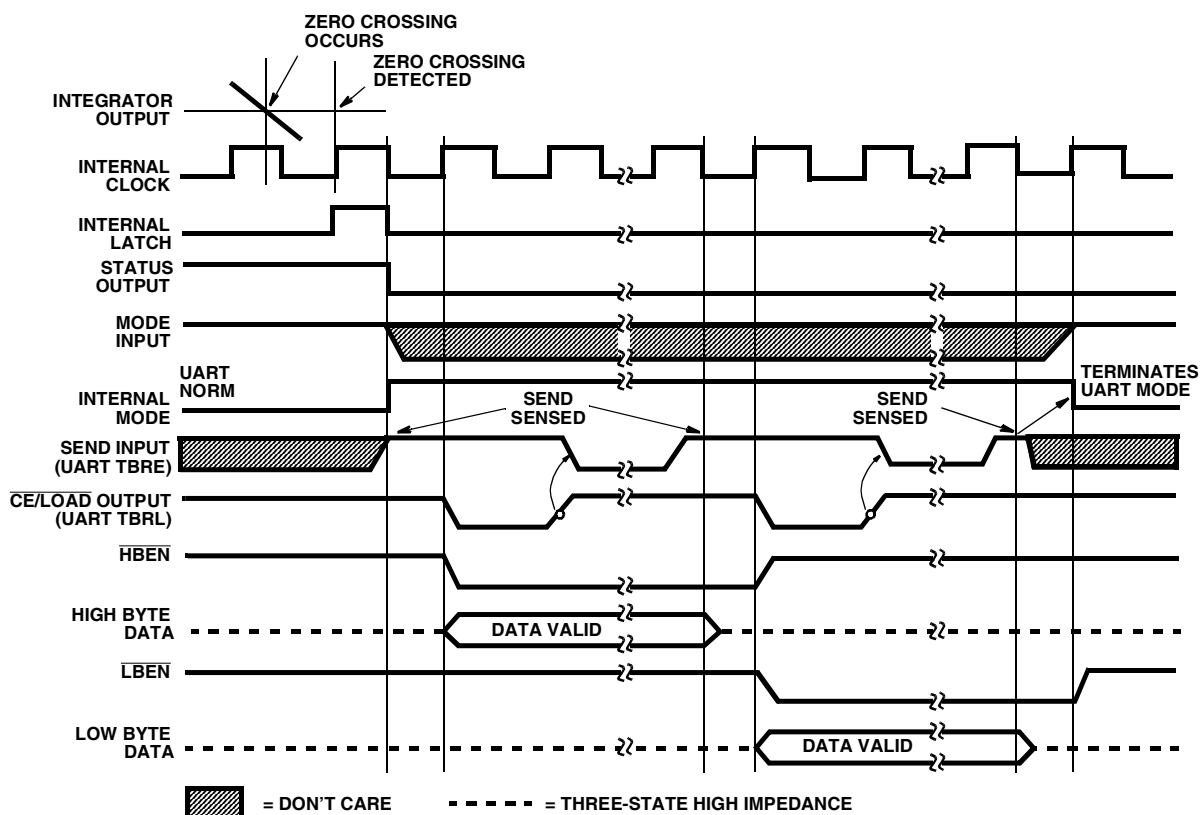 ZERO CROSSING
OCCURS
ZERO CROSSING
DETECTED
INTEGRATOR
OUTPUT
INTERNAL
CLOCK
INTERNAL
LATCH
STATUS
OUTPUT
MODE
INPUT
UART
NORM
TERMINATES
UART MODE
INTERNAL
MODE
SEND
SENSED
SEND
SENSED
SEND INPUT
(UART TBRE)
CE/LOAD OUTPUT
(UART TBRL)
HBEN
HIGH BYTE
DATA
DATA VALID
LBEN
LOW BYTE
DATA
DATA VALID
= DON'T CARE
= THREE-STATE HIGH IMPEDANCE